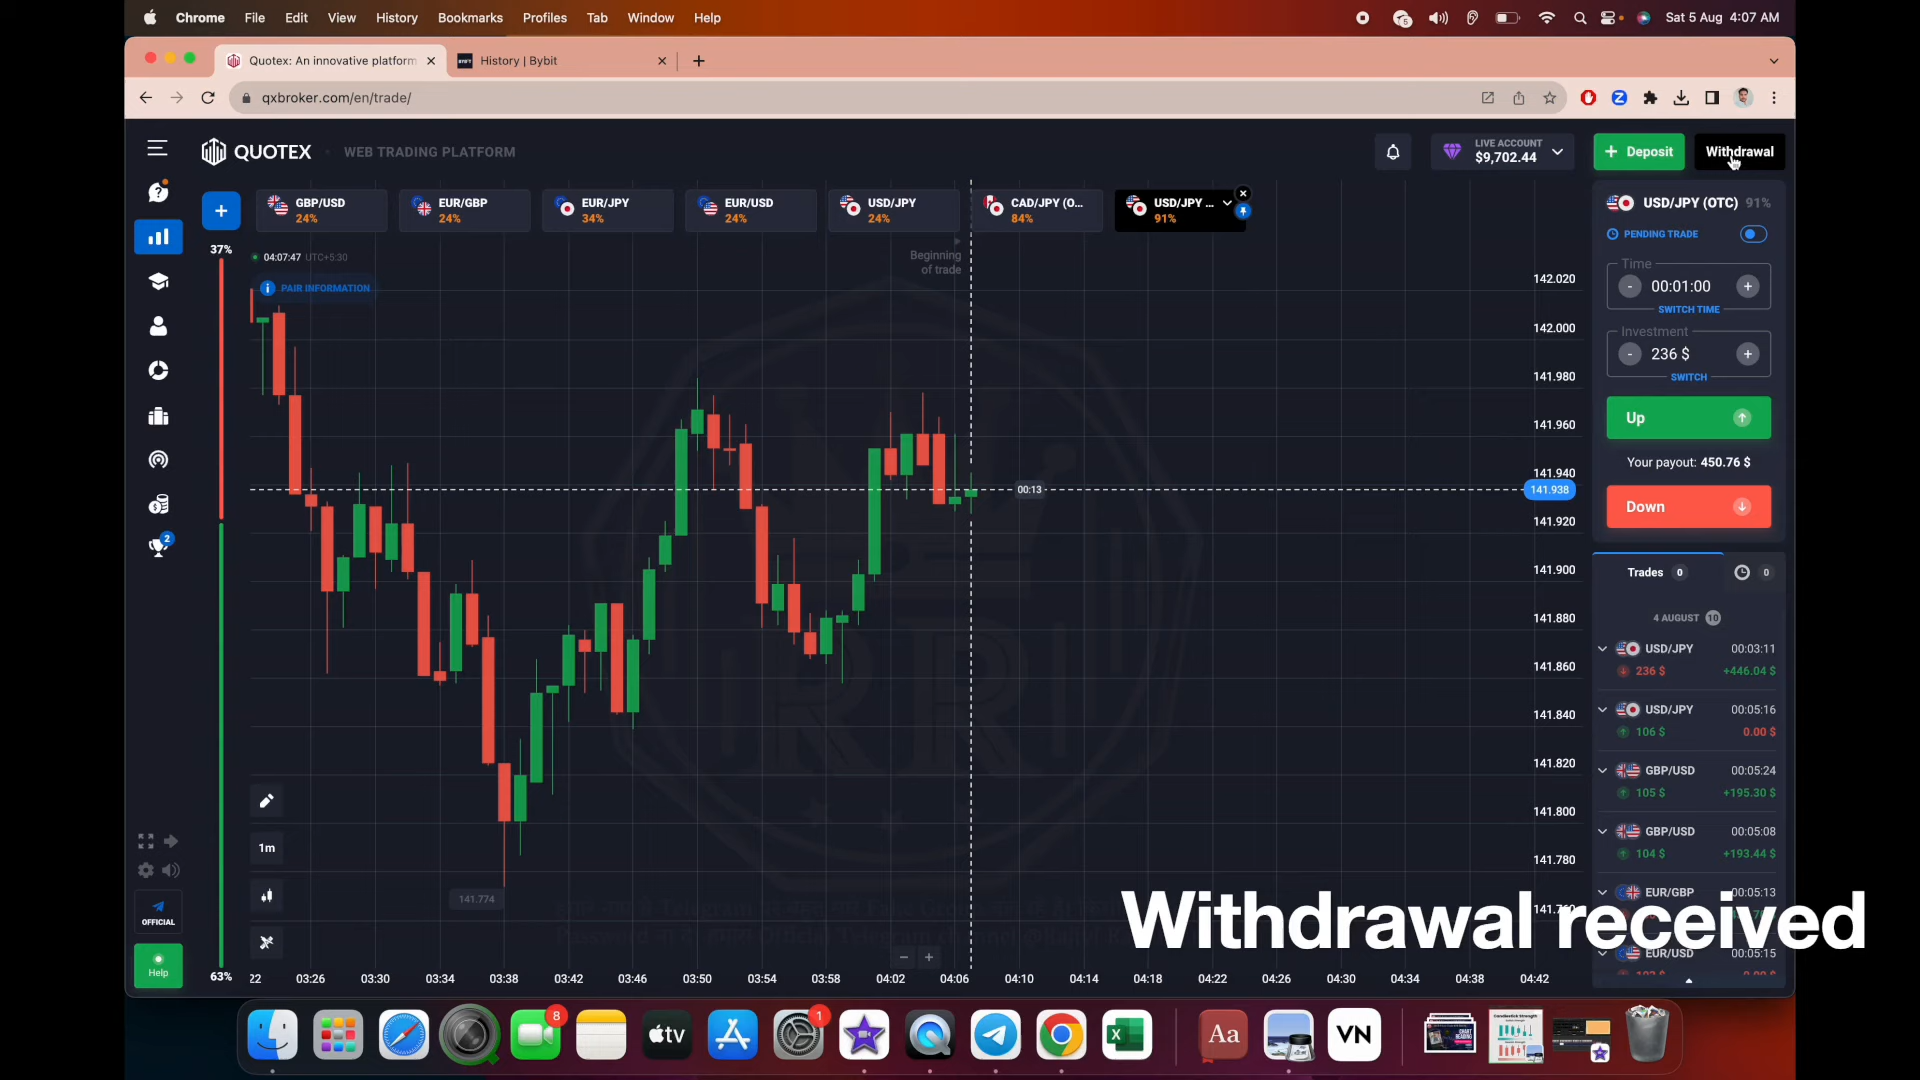 Chrome File Edit View History Bookmarks Profiles Tab Window Help
5
Sat 5 Aug 4:07 AM
Quotex: An innovative platform
History | Bybit
qxbroker.com/en/trade/
QUOTEX
WEB TRADING PLATFORM
LIVE ACCOUNT
$9,702.44
+ Deposit
Withdrawal
GBP/USD
24%
EUR/GBP
24%
EUR/JPY
34%
EUR/USD
24%
USD/JPY
24%
CAD/JPY (O...
84%
USD/JPY ...
91%
37%
04:07:47 UTC+5:30
PAIR INFORMATION
Beginning
of trade
142.020
142.000
141.980
141.960
141.940
141.938
141.920
141.900
141.880
141.860
141.840
141.820
141.800
141.780
00:13
141.774
1m
2
OFFICIAL
Help
63%
:22 03:26 03:30 03:34 03:38 03:42 03:46 03:50 03:54 03:58 04:02 04:06 04:10 04:14 04:18 04:22 04:26 04:30 04:34 04:38 04:42
USD/JPY (OTC) 91%
PENDING TRADE
Time
- 00:01:00 +
SWITCH TIME
Investment
- 236 $ +
SWITCH
Up
Your payout: 450.76 $
Down
Trades 0
0
4 AUGUST 10
USD/JPY 00:03:11
236 $ +446.04 $
USD/JPY 00:05:16
106 $ 0.00 $
GBP/USD 00:05:24
105 $ +195.30 $
GBP/USD 00:05:08
104 $ +193.44 $
EUR/GBP 00:05:13
EUR/USD 00:05:15
Withdrawal received
8
tv
1
Aa
VN